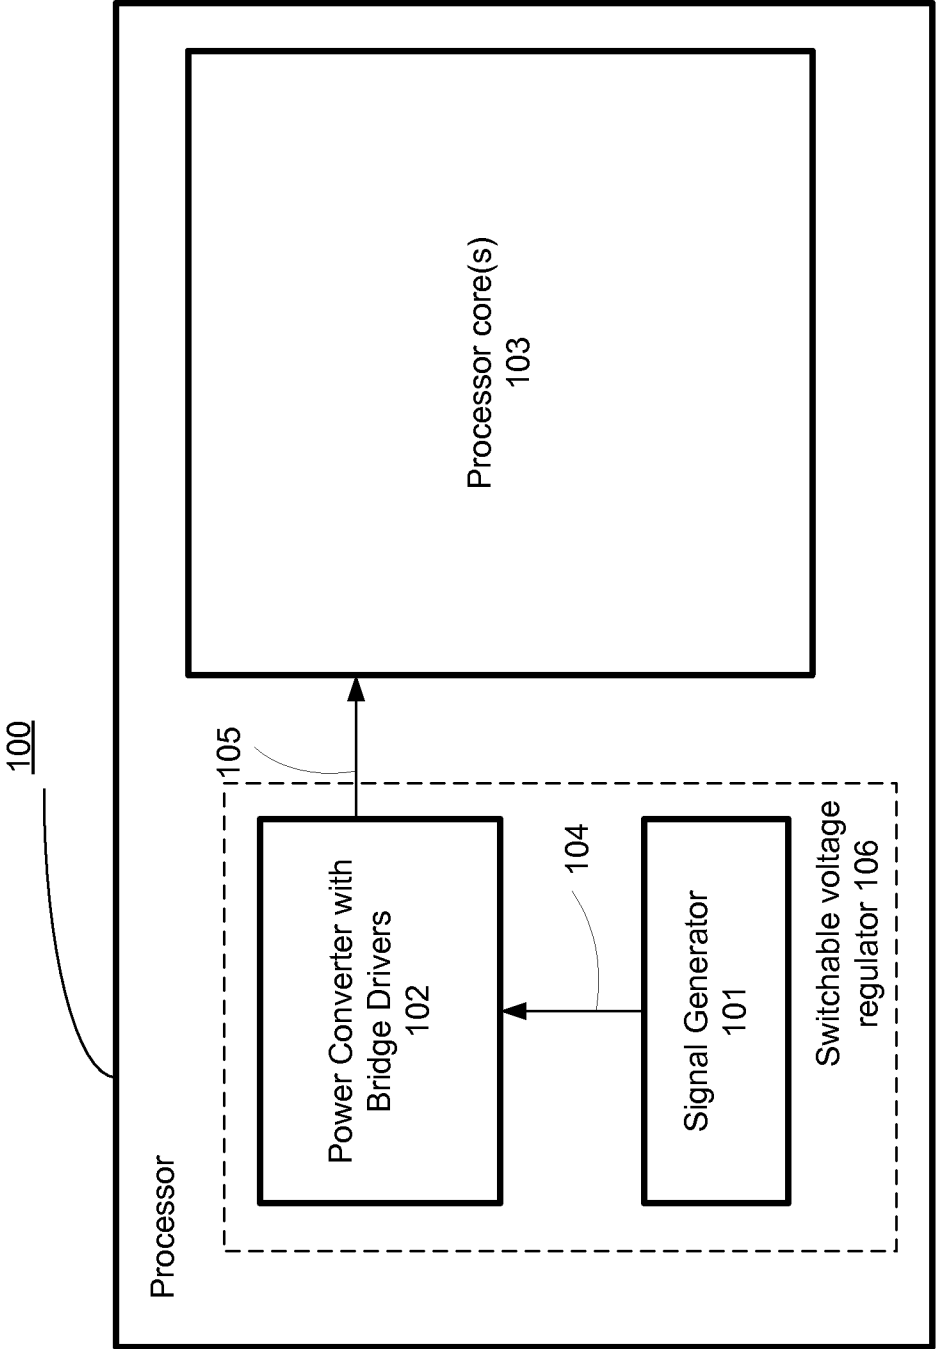 100
Processor
105
Power Converter with
Bridge Drivers
102
104
Signal Generator
101
Switchable voltage
regulator 106
Processor core(s)
103